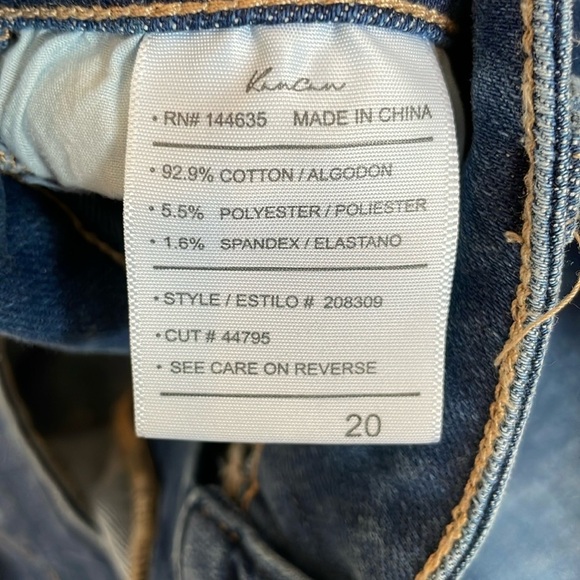 Kancan
• RN# 144635 MADE IN CHINA
• 92.9% COTTON / ALGODON
• 5.5% POLYESTER / POLIESTER
• 1.6% SPANDEX / ELASTANO
• STYLE / ESTILO # 208309
• CUT # 44795
• SEE CARE ON REVERSE
20